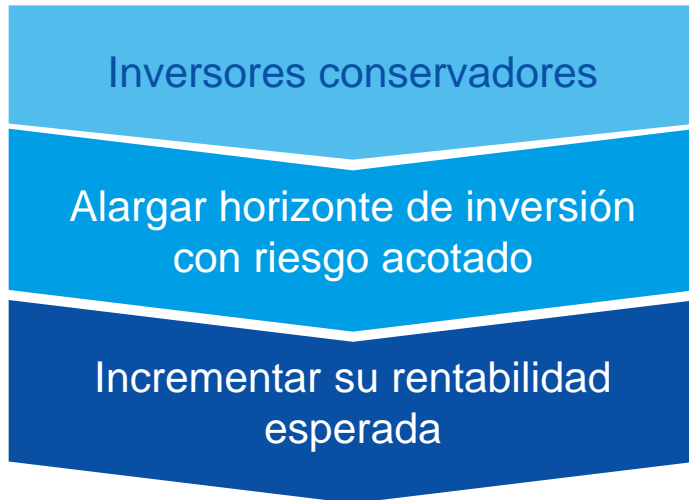 Inversores conservadores
Alargar horizonte de inversión
con riesgo acotado
Incrementar su rentabilidad
esperada